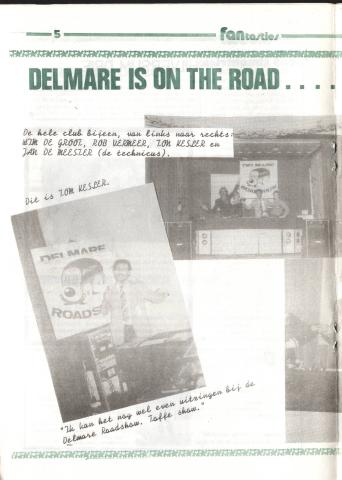 5
fantasties
DELMARE IS ON THE ROAD . . . .
De hele club bijeen, van links naar rechts:
WIM DE GROOT, ROB VERMEER, TON KESLER en
JAN DE MEESTER (de technicus).
Dit is TON KESLER.
DELMARE
ROADS
"Ik kan het nog wel even uitzingen bij de
Delmare Roadshow. Toffe show."